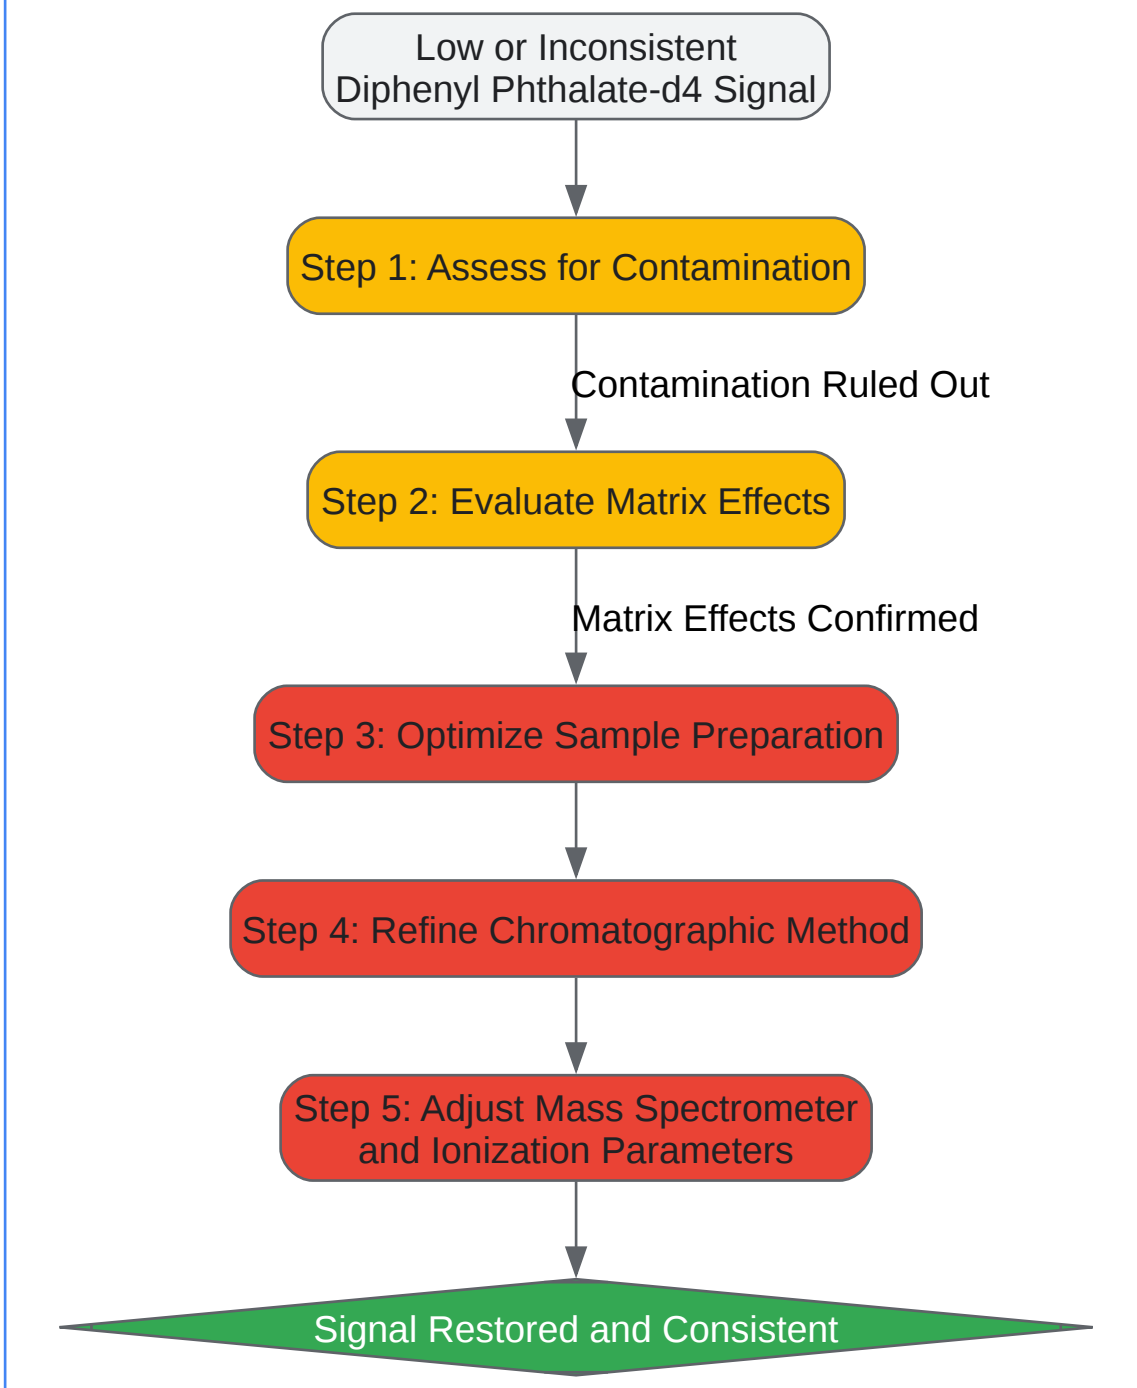 Low or Inconsistent
Diphenyl Phthalate-d4 Signal
Step 1: Assess for Contamination
Contamination Ruled Out
Step 2: Evaluate Matrix Effects
Matrix Effects Confirmed
Step 3: Optimize Sample Preparation
Step 4: Refine Chromatographic Method
Step 5: Adjust Mass Spectrometer
and Ionization Parameters
Signal Restored and Consistent